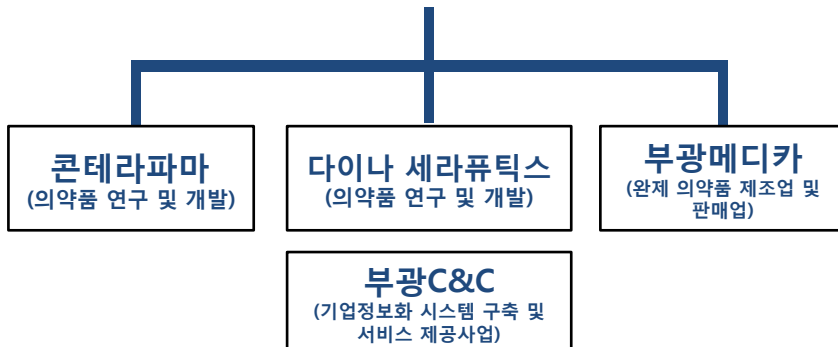 콘테라파마
(의약품 연구 및 개발)
다이나 세라퓨틱스
(의약품 연구 및 개발)
부광메디카
(완제 의약품 제조업 및
판매업)
부광C&C
(기업정보화 시스템 구축 및
서비스 제공사업)